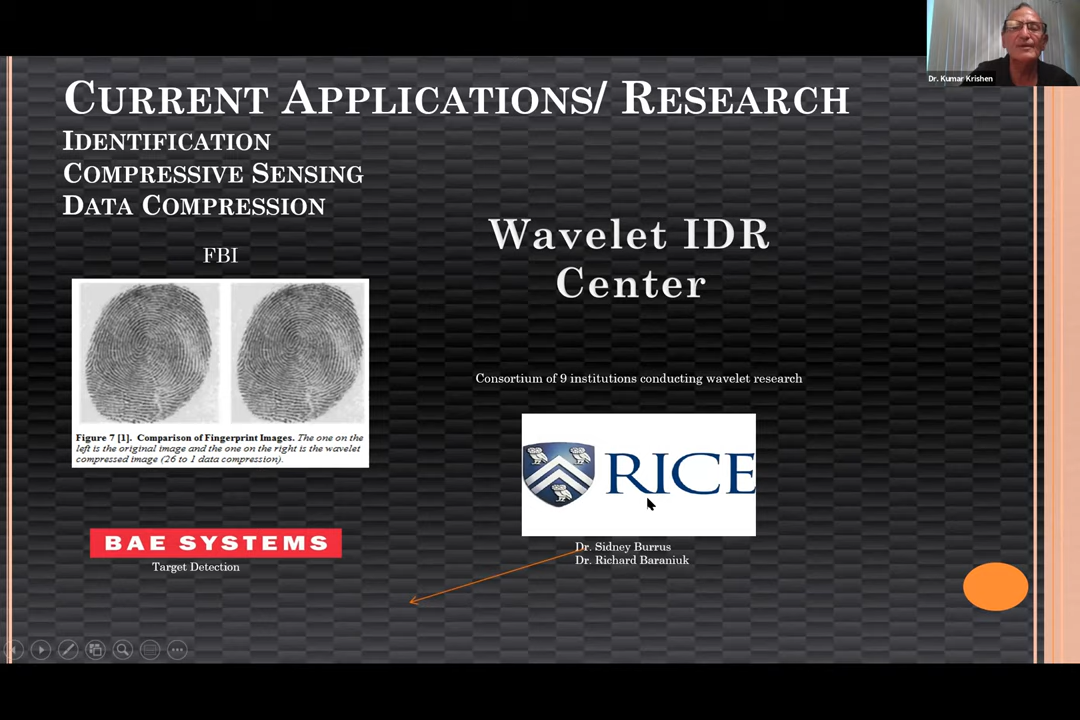 Dr. Kumar Krishen
CURRENT APPLICATIONS/ RESEARCH
IDENTIFICATION
COMPRESSIVE SENSING
DATA COMPRESSION
FBI
Figure 7 [1]. Comparison of Fingerprint Images. The one on the
left is the original image and the one on the right is the wavelet
compressed image (26 to 1 data compression).
BAE SYSTEMS
Target Detection
Wavelet IDR
Center
Consortium of 9 institutions conducting wavelet research
RICE
Dr. Sidney Burrus
Dr. Richard Baraniuk